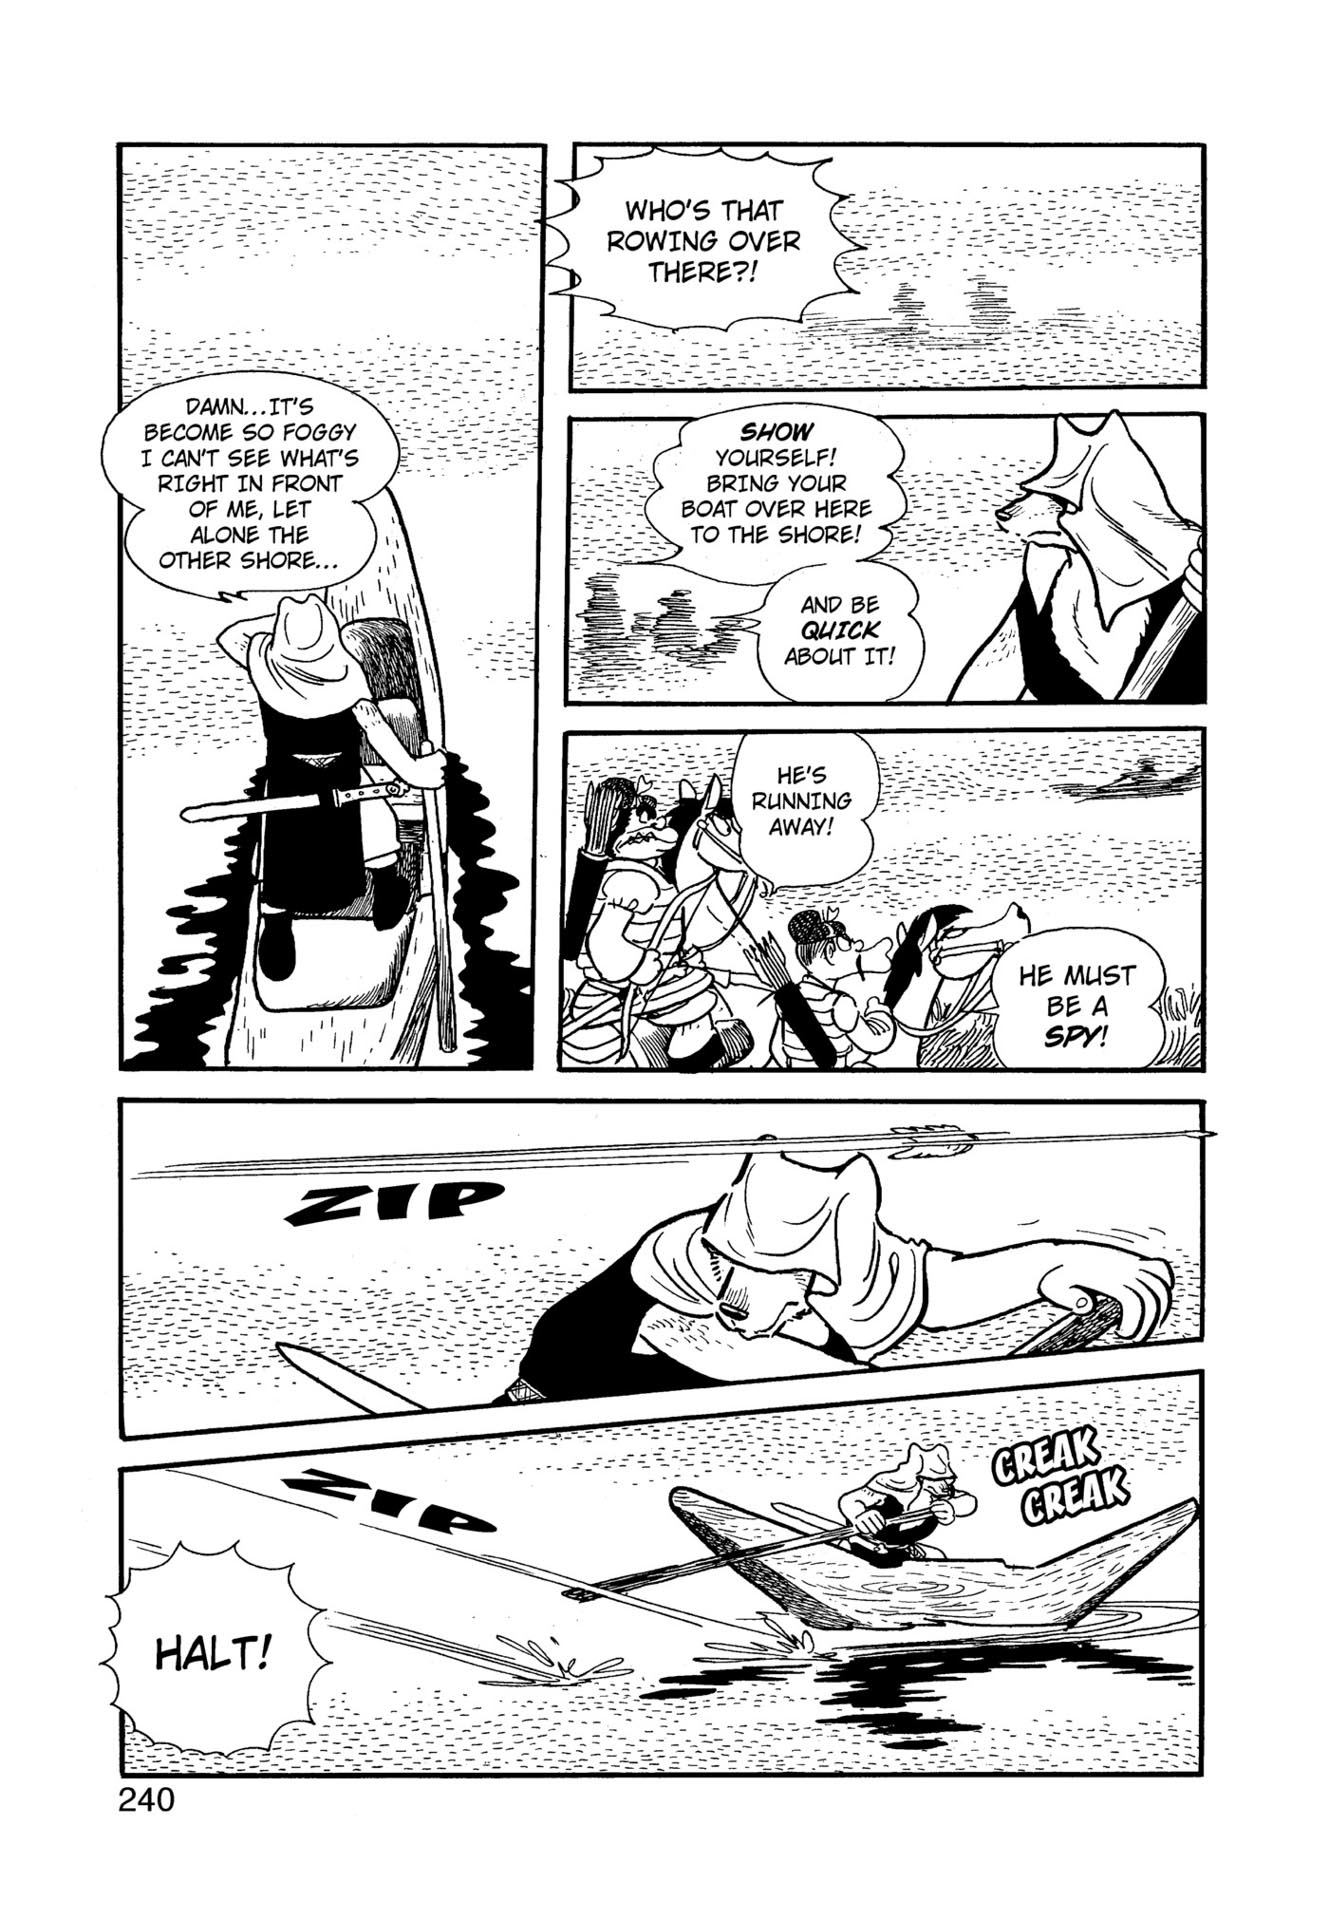 DAMN...IT'S
BECOME SO FOGGY
I CAN'T SEE WHAT'S
RIGHT IN FRONT
OF ME, LET
ALONE THE
OTHER SHORE...
WHO'S THAT
ROWING OVER
THERE?!
SHOW
YOURSELF!
BRING YOUR
BOAT OVER HERE
TO THE SHORE!
AND BE
QUICK
ABOUT IT!
HE'S
RUNNING
AWAY!
HE MUST
BE A
SPY!
ZIP
ZIP
CREAK
CREAK
HALT!
240